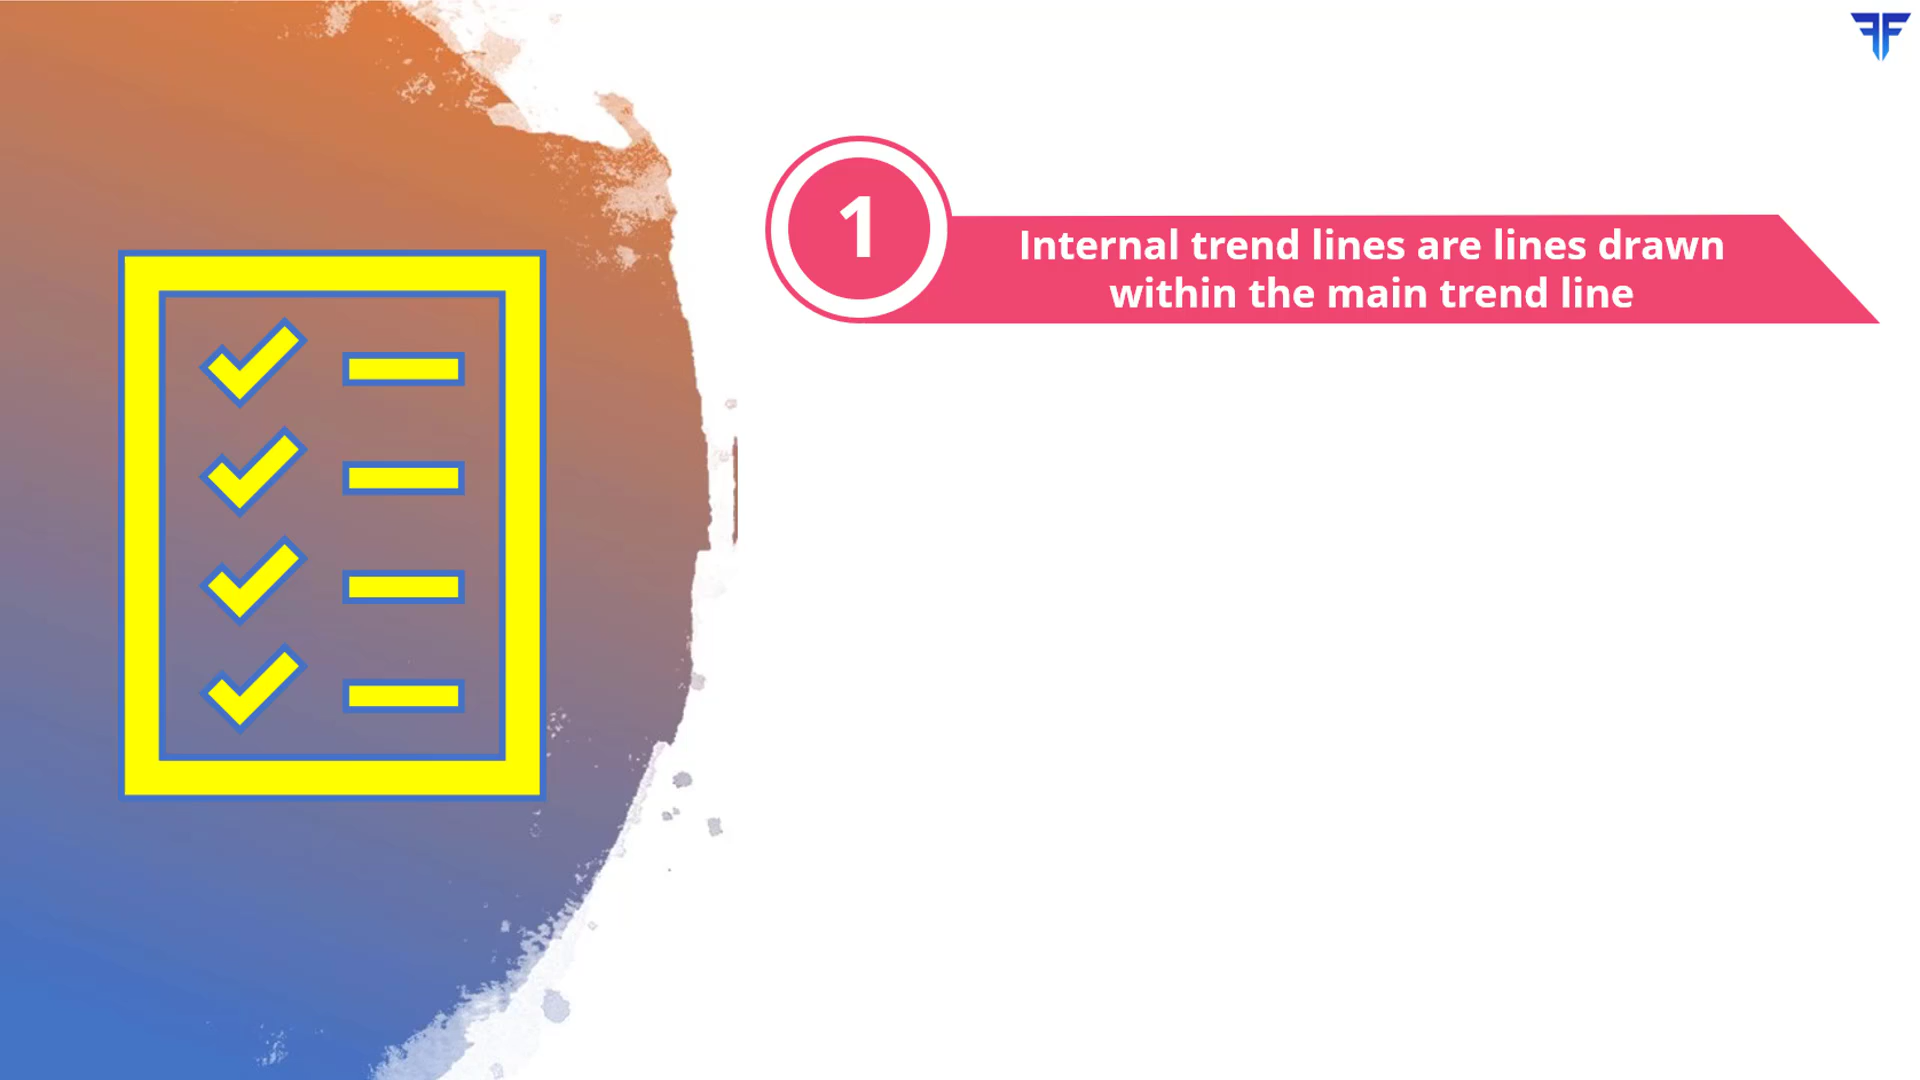 1
Internal trend lines are lines drawn
within the main trend line